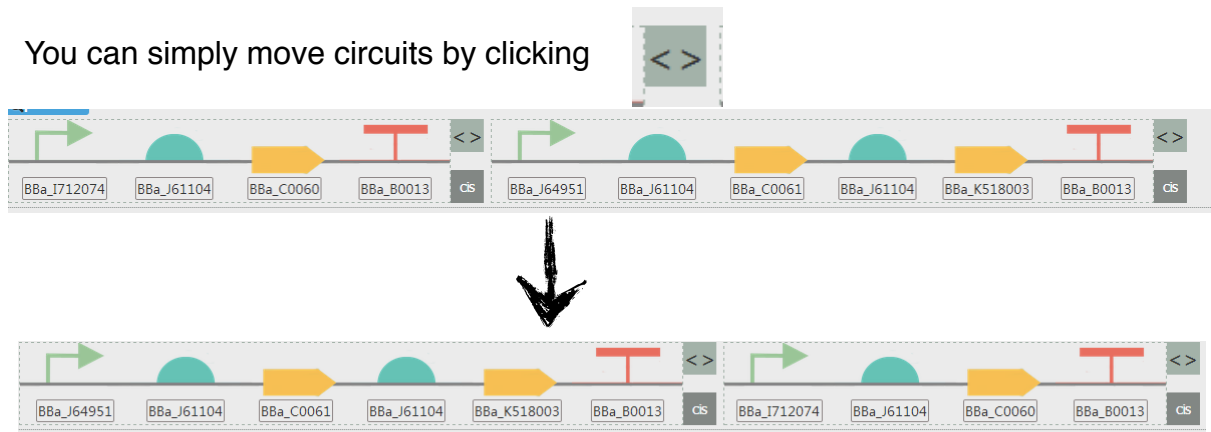 You can simply move circuits by clicking < >
< > < >
BBa_I712074 BBa_J61104 BBa_C0060 BBa_B0013 cis BBa_J64951 BBa_J61104 BBa_C0061 BBa_J61104 BBa_K518003 BBa_B0013 cis
< > < >
BBa_J64951 BBa_J61104 BBa_C0061 BBa_J61104 BBa_K518003 BBa_B0013 cis BBa_I712074 BBa_J61104 BBa_C0060 BBa_B0013 cis